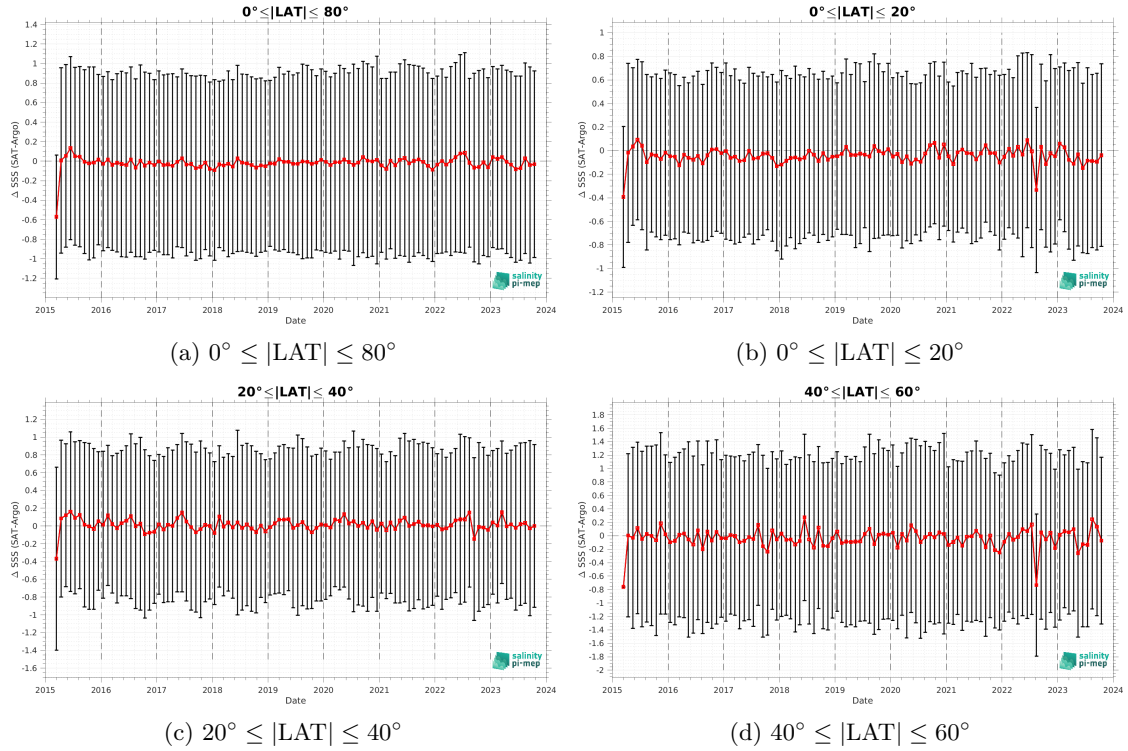 0°≤|LAT|≤ 80°
1.4
1.2
1
0.8
0.6
0.4
0.2
0
-0.2
-0.4
-0.6
-0.8
-1
-1.2
Δ SSS (SAT-Argo)
salinity
pi-mep
2015 2016 2017 2018 2019 2020 2021 2022 2023 2024
Date
(a) 0° ≤ |LAT| ≤ 80°
0°≤|LAT|≤ 20°
1
0.8
0.6
0.4
0.2
0
-0.2
-0.4
-0.6
-0.8
-1
-1.2
Δ SSS (SAT-Argo)
salinity
pi-mep
2015 2016 2017 2018 2019 2020 2021 2022 2023 2024
Date
(b) 0° ≤ |LAT| ≤ 20°
20°≤|LAT|≤ 40°
1.2
1
0.8
0.6
0.4
0.2
0
-0.2
-0.4
-0.6
-0.8
-1
-1.2
-1.4
-1.6
Δ SSS (SAT-Argo)
salinity
pi-mep
2015 2016 2017 2018 2019 2020 2021 2022 2023 2024
Date
(c) 20° ≤ |LAT| ≤ 40°
40°≤|LAT|≤ 60°
1.8
1.6
1.4
1.2
1
0.8
0.6
0.4
0.2
0
-0.2
-0.4
-0.6
-0.8
-1
-1.2
-1.4
-1.6
-1.8
-2
Δ SSS (SAT-Argo)
salinity
pi-mep
2015 2016 2017 2018 2019 2020 2021 2022 2023 2024
Date
(d) 40° ≤ |LAT| ≤ 60°